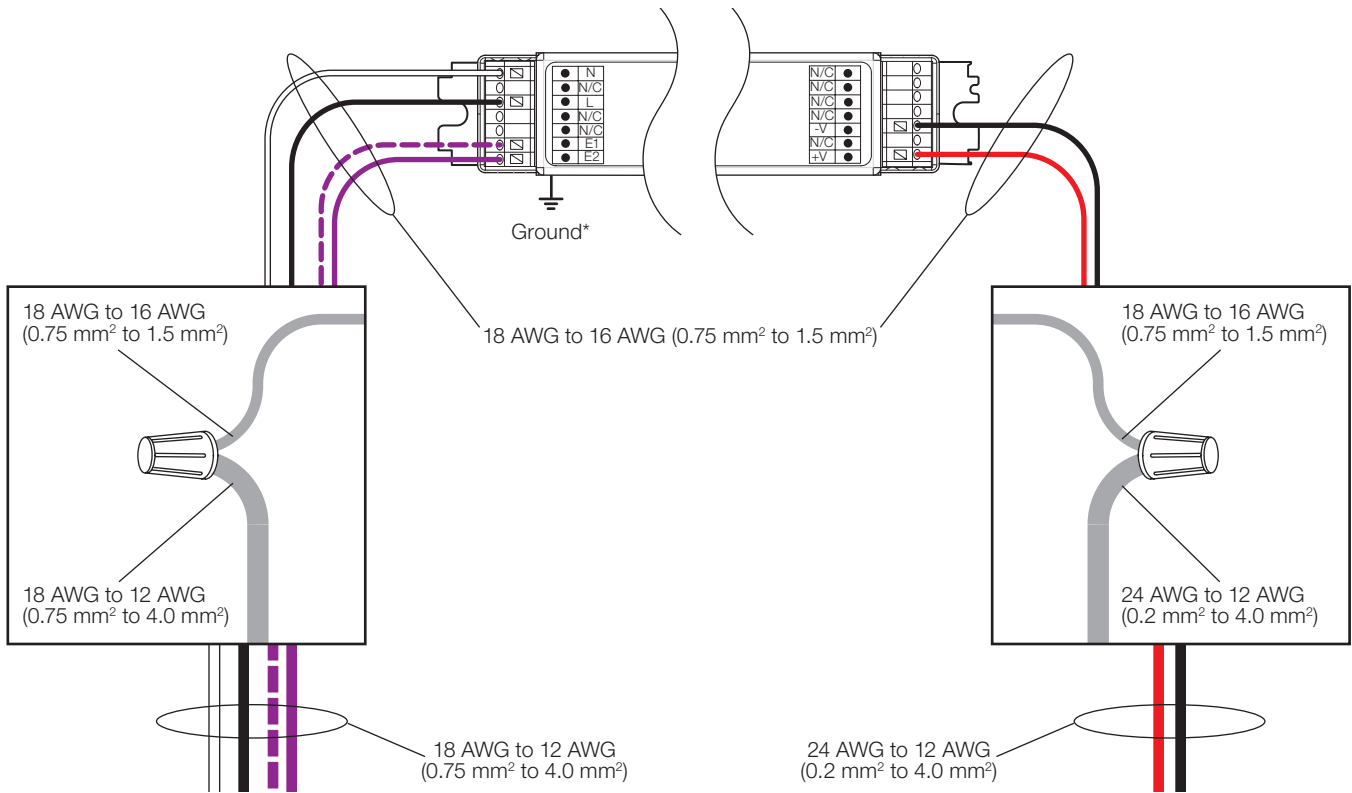 N
N/C
L
N/C
N/C
E1
E2
N/C
N/C
N/C
N/C
-V
N/C
+V
Ground*
18 AWG to 16 AWG
(0.75 mm² to 1.5 mm²)
18 AWG to 16 AWG (0.75 mm² to 1.5 mm²)
18 AWG to 16 AWG
(0.75 mm² to 1.5 mm²)
18 AWG to 12 AWG
(0.75 mm² to 4.0 mm²)
24 AWG to 12 AWG
(0.2 mm² to 4.0 mm²)
18 AWG to 12 AWG
(0.75 mm² to 4.0 mm²)
24 AWG to 12 AWG
(0.2 mm² to 4.0 mm²)